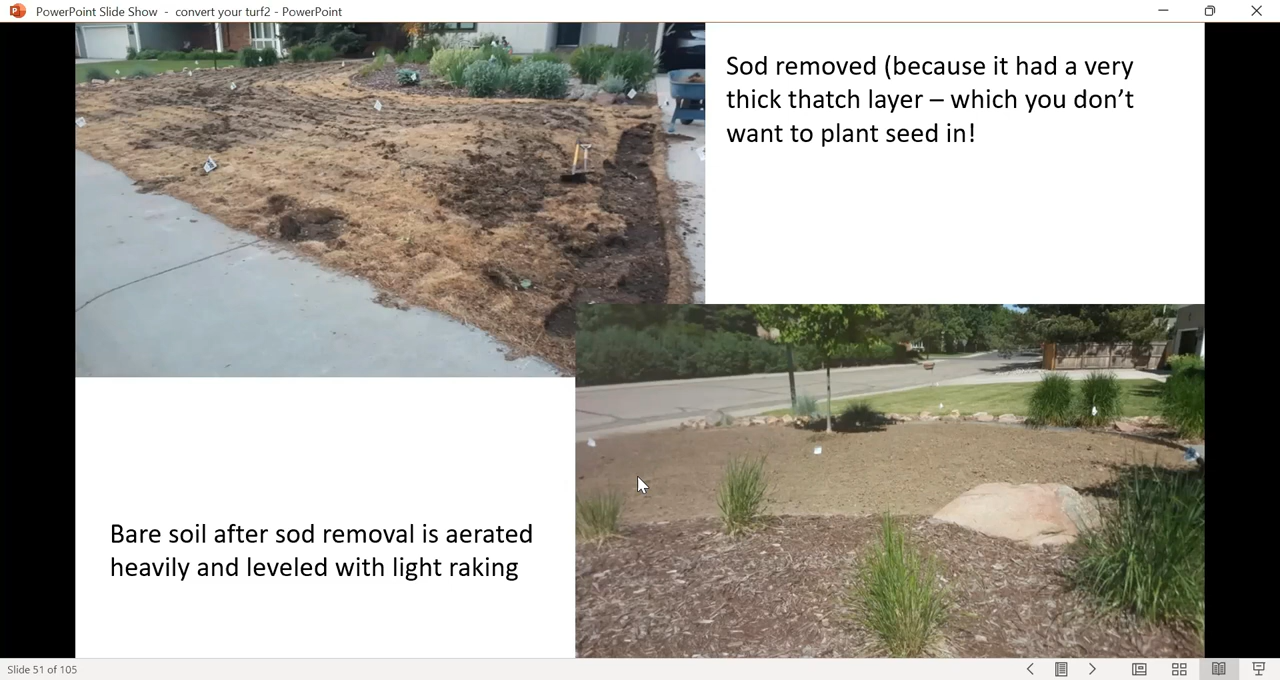 PowerPoint Slide Show - convert your turf2 - PowerPoint
Sod removed (because it had a very
thick thatch layer – which you don’t
want to plant seed in!
Bare soil after sod removal is aerated
heavily and leveled with light raking
Slide 51 of 105